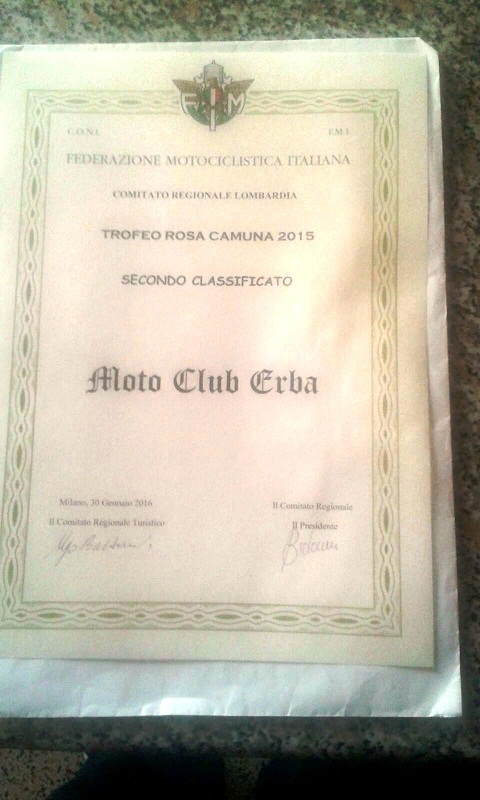 F I M
C.O.N.I. F.M.I.
FEDERAZIONE MOTOCICLISTICA ITALIANA
COMITATO REGIONALE LOMBARDIA
TROFEO ROSA CAMUNA 2015
SECONDO CLASSIFICATO
Moto Club Erba
Milano, 30 Gennaio 2016 Il Comitato Regionale
Il Comitato Regionale Turistico Il Presidente